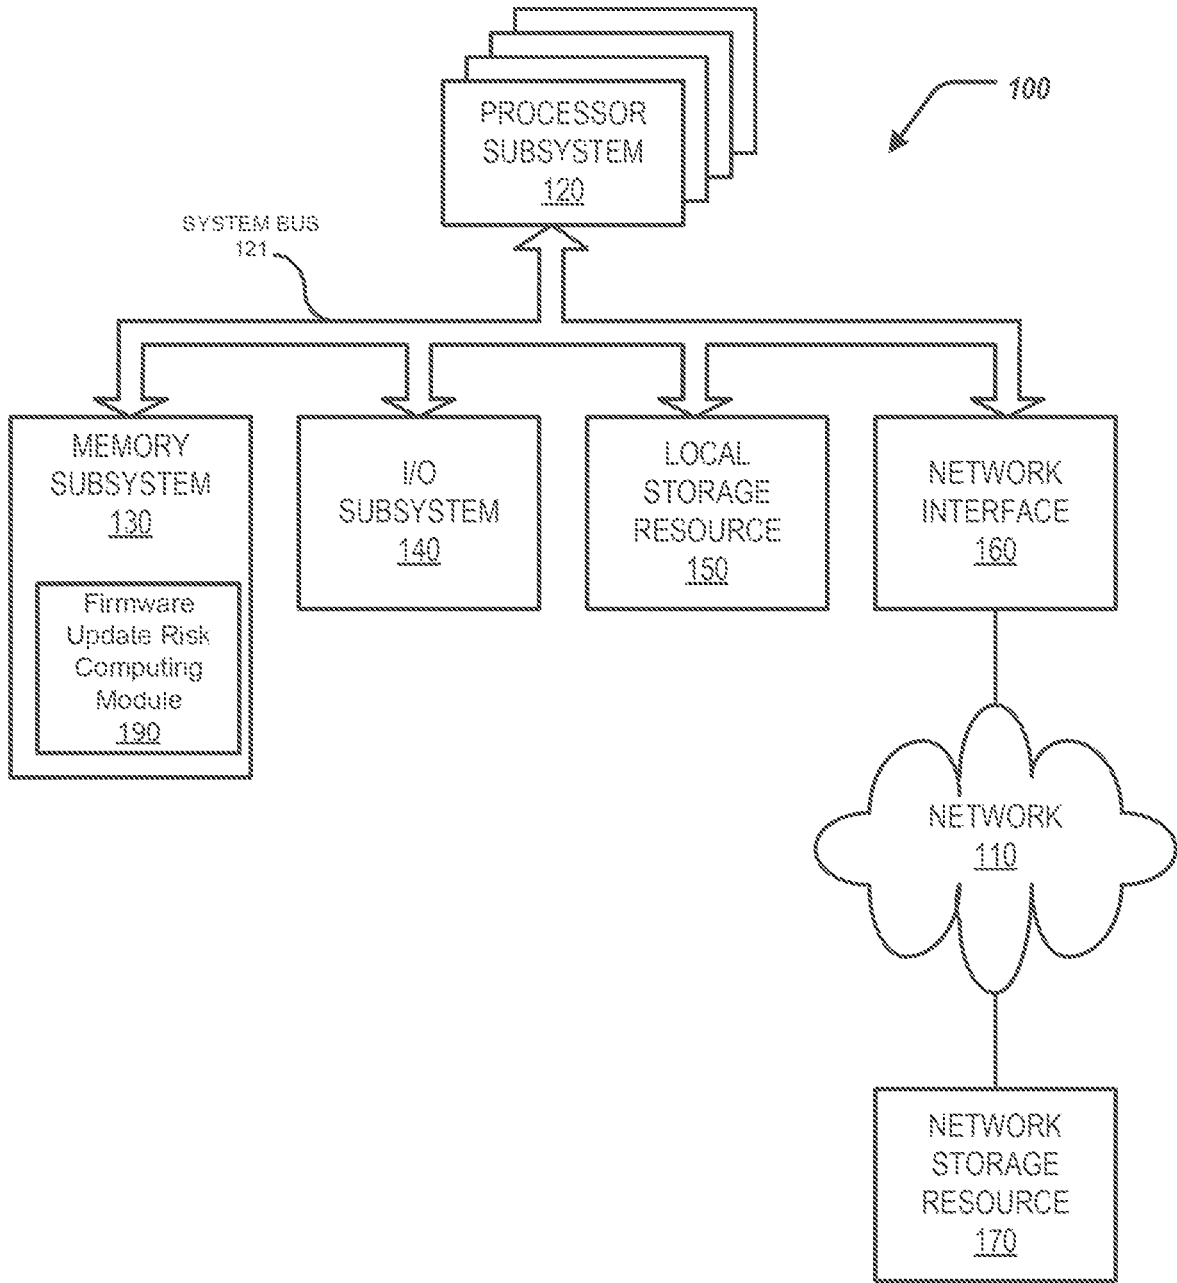 100
PROCESSOR
SUBSYSTEM
120
SYSTEM BUS
121
MEMORY
SUBSYSTEM
130
Firmware
Update Risk
Computing
Module
190
I/O
SUBSYSTEM
140
LOCAL
STORAGE
RESOURCE
150
NETWORK
INTERFACE
160
NETWORK
110
NETWORK
STORAGE
RESOURCE
170